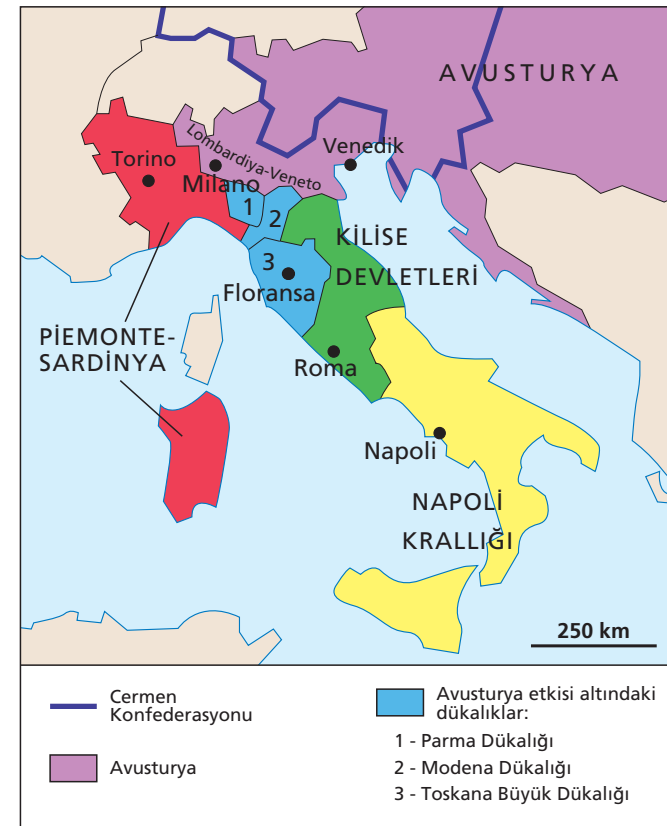 AVUSTURYA
Lombardiya-Veneto
Venedik
Torino
Milano
1
2
KİLİSE
DEVLETLERİ
3
Floransa
PİEMONTE-
SARDİNYA
Roma
Napoli
NAPOLİ
KRALLIĞI
250 km
Cermen
Konfederasyonu
Avusturya
Avusturya etkisi altındaki
dükalıklar:
1 - Parma Dükalığı
2 - Modena Dükalığı
3 - Toskana Büyük Dükalığı